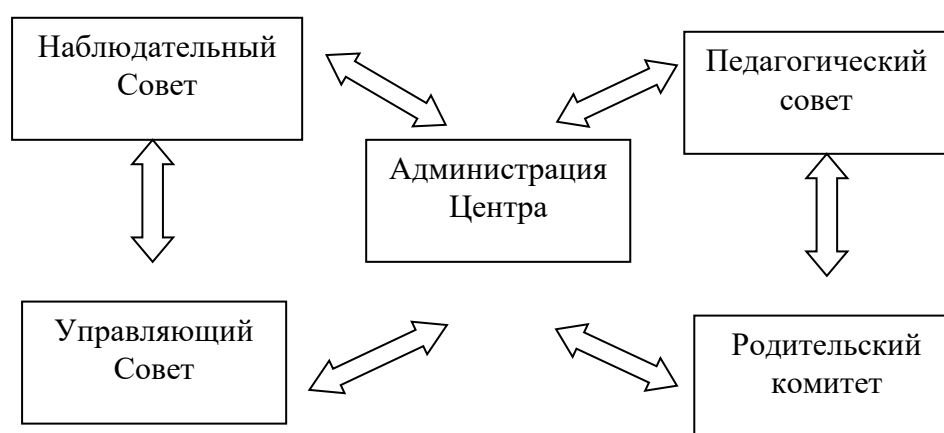 Наблюдательный
Совет
Педагогический
совет
Администрация
Центра
Управляющий
Совет
Родительский
комитет